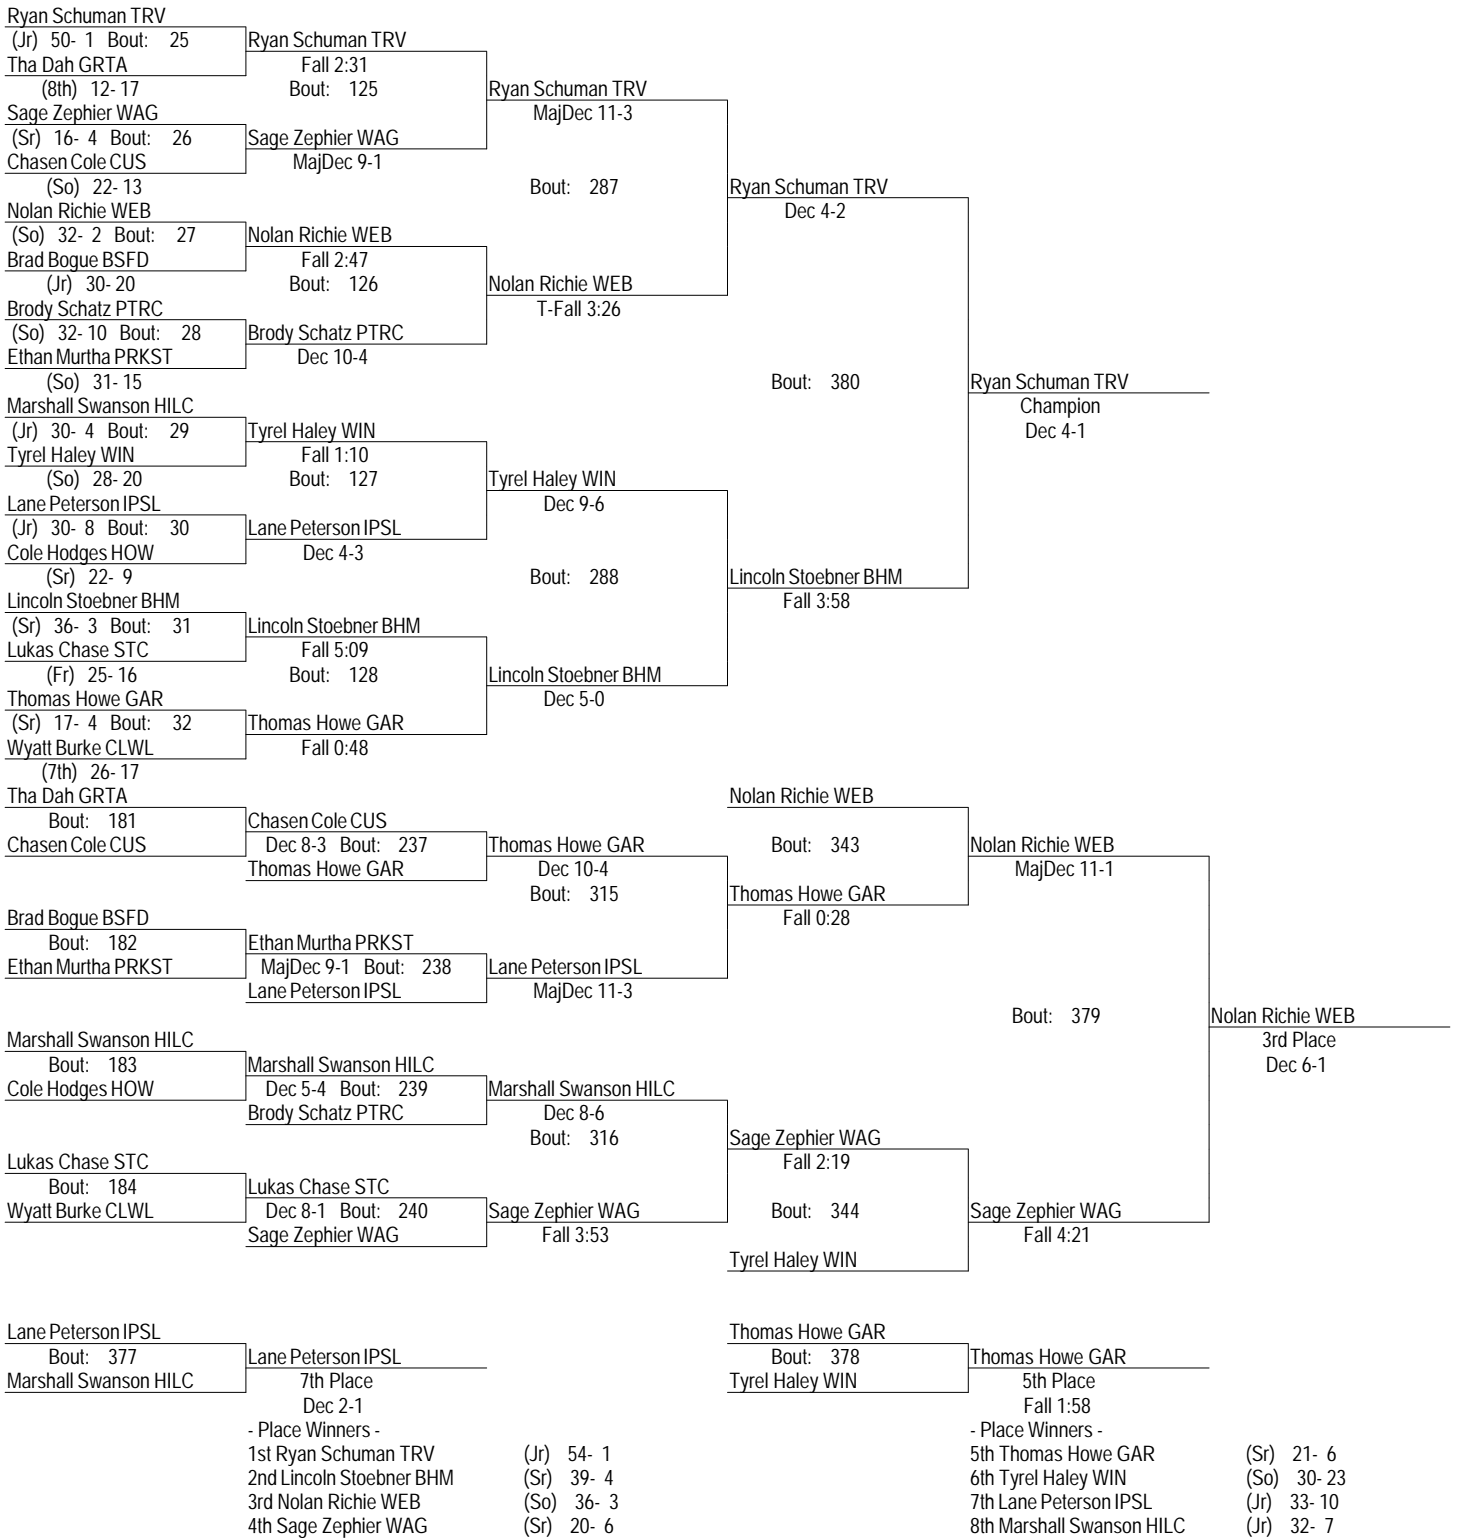 Ryan Schuman TRV
(Jr) 50- 1 Bout: 25 Ryan Schuman TRV
Tha Dah GRTA Fall 2:31
(8th) 12- 17 Bout: 125 Ryan Schuman TRV
Sage Zephier WAG MajDec 11-3
(Sr) 16- 4 Bout: 26 Sage Zephier WAG
Chasen Cole CUS MajDec 9-1
(So) 22- 13 Bout: 287 Ryan Schuman TRV
Nolan Richie WEB Dec 4-2
(So) 32- 2 Bout: 27 Nolan Richie WEB
Brad Bogue BSFD Fall 2:47
(Jr) 30- 20 Bout: 126 Nolan Richie WEB
Brody Schatz PTRC T-Fall 3:26
(So) 32- 10 Bout: 28 Brody Schatz PTRC
Ethan Murtha PRKST Dec 10-4
(So) 31- 15 Bout: 380 Ryan Schuman TRV
Marshall Swanson HILC Champion
(Jr) 30- 4 Bout: 29 Tyrel Haley WIN Dec 4-1
Tyrel Haley WIN Fall 1:10
(So) 28- 20 Bout: 127 Tyrel Haley WIN
Lane Peterson IPSL Dec 9-6
(Jr) 30- 8 Bout: 30 Lane Peterson IPSL
Cole Hodges HOW Dec 4-3
(Sr) 22- 9 Bout: 288 Lincoln Stoebner BHM
Lincoln Stoebner BHM Fall 3:58
(Sr) 36- 3 Bout: 31 Lincoln Stoebner BHM
Lukas Chase STC Fall 5:09
(Fr) 25- 16 Bout: 128 Lincoln Stoebner BHM
Thomas Howe GAR Dec 5-0
(Sr) 17- 4 Bout: 32 Thomas Howe GAR
Wyatt Burke CLWL Fall 0:48
(7th) 26- 17
Tha Dah GRTA Nolan Richie WEB
Bout: 181 Chasen Cole CUS
Chasen Cole CUS Dec 8-3 Bout: 237 Thomas Howe GAR Bout: 343 Nolan Richie WEB
Thomas Howe GAR Dec 10-4 MajDec 11-1
Bout: 315 Thomas Howe GAR
Brad Bogue BSFD Fall 0:28
Bout: 182 Ethan Murtha PRKST
Ethan Murtha PRKST MajDec 9-1 Bout: 238 Lane Peterson IPSL
Lane Peterson IPSL MajDec 11-3
Bout: 379 Nolan Richie WEB
Marshall Swanson HILC 3rd Place
Bout: 183 Marshall Swanson HILC Dec 6-1
Cole Hodges HOW Dec 5-4 Bout: 239 Marshall Swanson HILC
Brody Schatz PTRC Dec 8-6
Bout: 316 Sage Zephier WAG
Lukas Chase STC Fall 2:19
Bout: 184 Lukas Chase STC
Wyatt Burke CLWL Dec 8-1 Bout: 240 Sage Zephier WAG Bout: 344 Sage Zephier WAG
Sage Zephier WAG Fall 3:53 Fall 4:21
Tyrel Haley WIN
Lane Peterson IPSL Thomas Howe GAR
Bout: 377 Lane Peterson IPSL Bout: 378 Thomas Howe GAR
Marshall Swanson HILC 7th Place Tyrel Haley WIN 5th Place
Dec 2-1 Fall 1:58
- Place Winners - - Place Winners -
1st Ryan Schuman TRV (Jr) 54- 1 5th Thomas Howe GAR (Sr) 21- 6
2nd Lincoln Stoebner BHM (Sr) 39- 4 6th Tyrel Haley WIN (So) 30- 23
3rd Nolan Richie WEB (So) 36- 3 7th Lane Peterson IPSL (Jr) 33- 10
4th Sage Zephier WAG (Sr) 20- 6 8th Marshall Swanson HILC (Jr) 32- 7